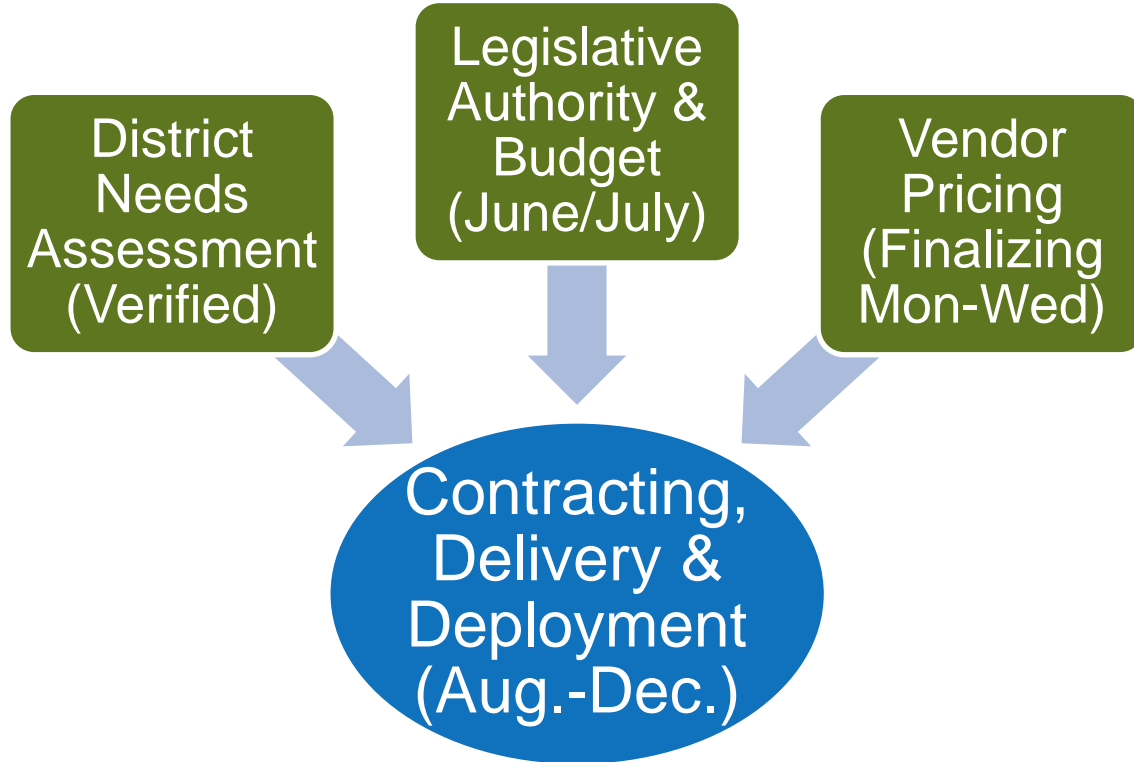 District
Needs
Assessment
(Verified)
Legislative
Authority &
Budget
(June/July)
Vendor
Pricing
(Finalizing
Mon-Wed)
Contracting,
Delivery &
Deployment
(Aug.-Dec.)